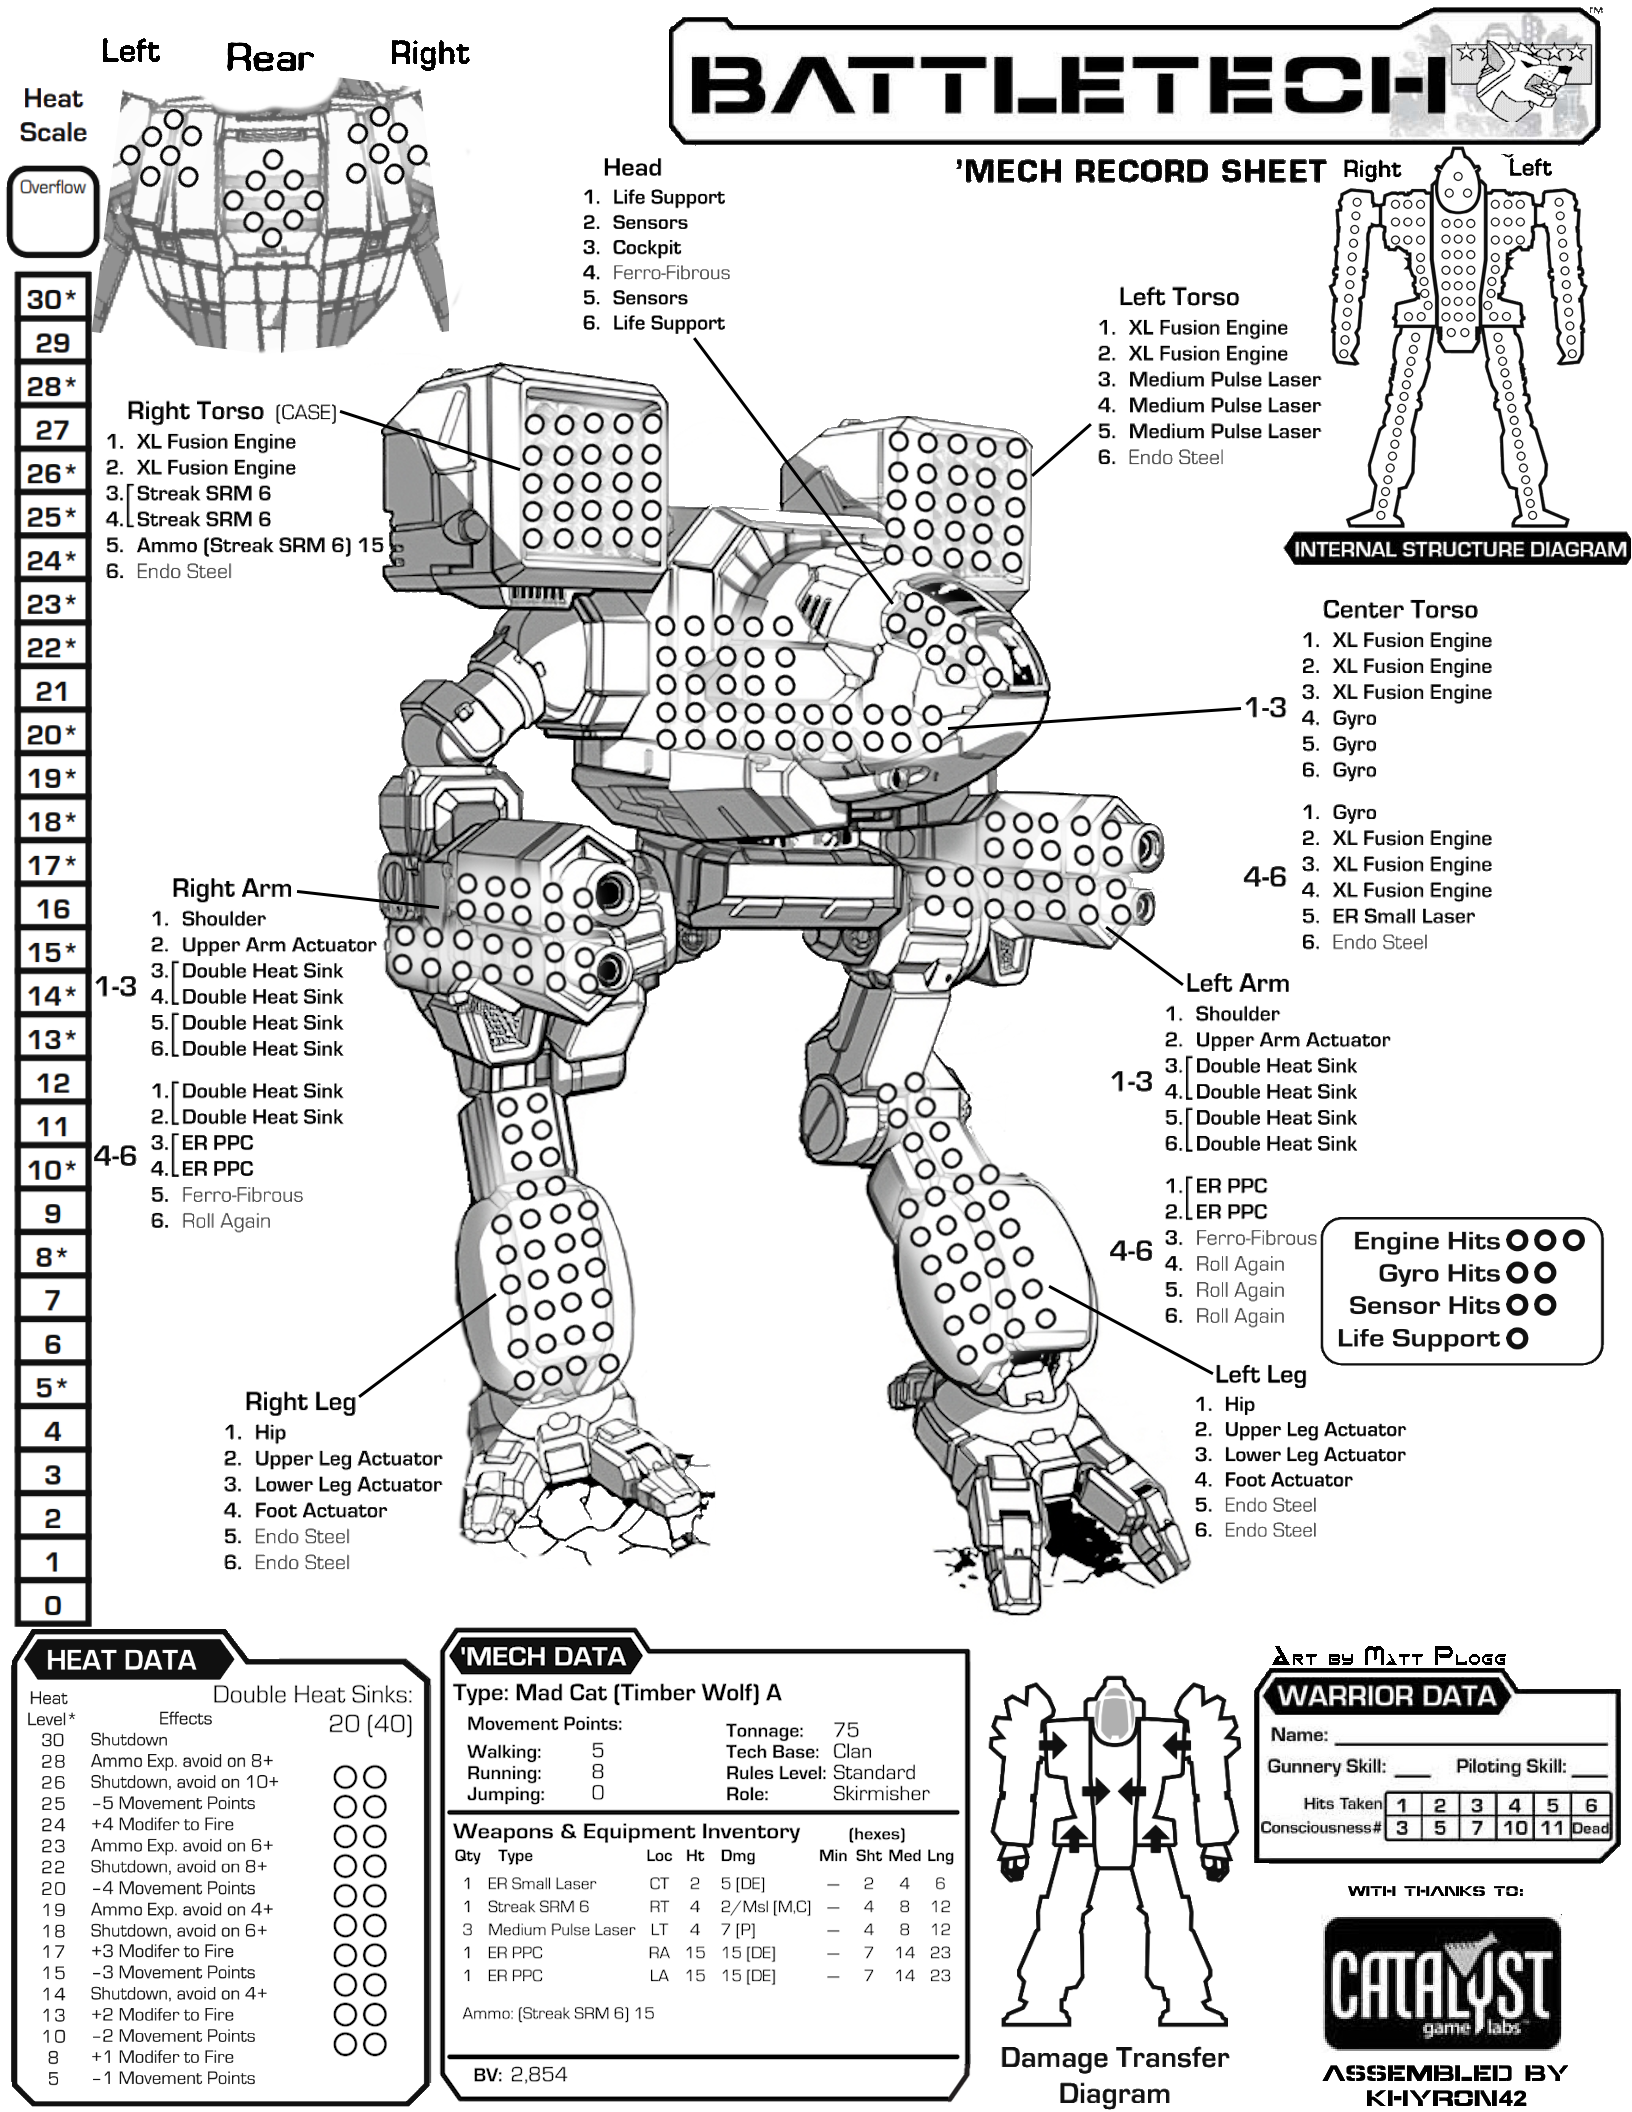 Left Rear Right
Heat
Scale
Overflow
30*
29
28*
27
26*
25*
24*
23*
22*
21
20*
19*
18*
17*
16
15*
14*
13*
12
11
10*
9
8*
7
6
5*
4
3
2
1
0
BATTLETECH™
'MECH RECORD SHEET
Right Left
INTERNAL STRUCTURE DIAGRAM
Head
1. Life Support
2. Sensors
3. Cockpit
4. Ferro-Fibrous
5. Sensors
6. Life Support
Left Torso
1. XL Fusion Engine
2. XL Fusion Engine
3. Medium Pulse Laser
4. Medium Pulse Laser
5. Medium Pulse Laser
6. Endo Steel
Right Torso (CASE)
1. XL Fusion Engine
2. XL Fusion Engine
3. Streak SRM 6
4. Streak SRM 6
5. Ammo (Streak SRM 6) 15
6. Endo Steel
Center Torso
1-3
1. XL Fusion Engine
2. XL Fusion Engine
3. XL Fusion Engine
4. Gyro
5. Gyro
6. Gyro
4-6
1. Gyro
2. XL Fusion Engine
3. XL Fusion Engine
4. XL Fusion Engine
5. ER Small Laser
6. Endo Steel
Right Arm
1-3
1. Shoulder
2. Upper Arm Actuator
3. Double Heat Sink
4. Double Heat Sink
5. Double Heat Sink
6. Double Heat Sink
4-6
1. Double Heat Sink
2. Double Heat Sink
3. ER PPC
4. ER PPC
5. Ferro-Fibrous
6. Roll Again
Left Arm
1-3
1. Shoulder
2. Upper Arm Actuator
3. Double Heat Sink
4. Double Heat Sink
5. Double Heat Sink
6. Double Heat Sink
4-6
1. ER PPC
2. ER PPC
3. Ferro-Fibrous
4. Roll Again
5. Roll Again
6. Roll Again
Engine Hits
Gyro Hits
Sensor Hits
Life Support
Right Leg
1. Hip
2. Upper Leg Actuator
3. Lower Leg Actuator
4. Foot Actuator
5. Endo Steel
6. Endo Steel
Left Leg
1. Hip
2. Upper Leg Actuator
3. Lower Leg Actuator
4. Foot Actuator
5. Endo Steel
6. Endo Steel
HEAT DATA
Double Heat Sinks:
20 (40)
Heat
Level* Effects
30 Shutdown
28 Ammo Exp. avoid on 8+
26 Shutdown, avoid on 10+
25 -5 Movement Points
24 +4 Modifer to Fire
23 Ammo Exp. avoid on 6+
22 Shutdown, avoid on 8+
20 -4 Movement Points
19 Ammo Exp. avoid on 4+
18 Shutdown, avoid on 6+
17 +3 Modifer to Fire
15 -3 Movement Points
14 Shutdown, avoid on 4+
13 +2 Modifer to Fire
10 -2 Movement Points
8 +1 Modifer to Fire
5 -1 Movement Points
'MECH DATA
Type: Mad Cat (Timber Wolf) A
Movement Points:
Walking: 5
Running: 8
Jumping: 0
Tonnage: 75
Tech Base: Clan
Rules Level: Standard
Role: Skirmisher
Weapons & Equipment Inventory (hexes)
Qty Type Loc Ht Dmg Min Sht Med Lng
1 ER Small Laser CT 2 5 [DE] — 2 4 6
1 Streak SRM 6 RT 4 2/Msl [M,C] — 4 8 12
3 Medium Pulse Laser LT 4 7 [P] — 4 8 12
1 ER PPC RA 15 15 [DE] — 7 14 23
1 ER PPC LA 15 15 [DE] — 7 14 23
Ammo: (Streak SRM 6) 15
BV: 2,854
Damage Transfer
Diagram
Art by Matt Plogg
WARRIOR DATA
Name:
Gunnery Skill: Piloting Skill:
Hits Taken 1 2 3 4 5 6
Consciousness# 3 5 7 10 11 Dead
WITH THANKS TO:
CATALYST
game labs™
ASSEMBLED BY
KHYRON42